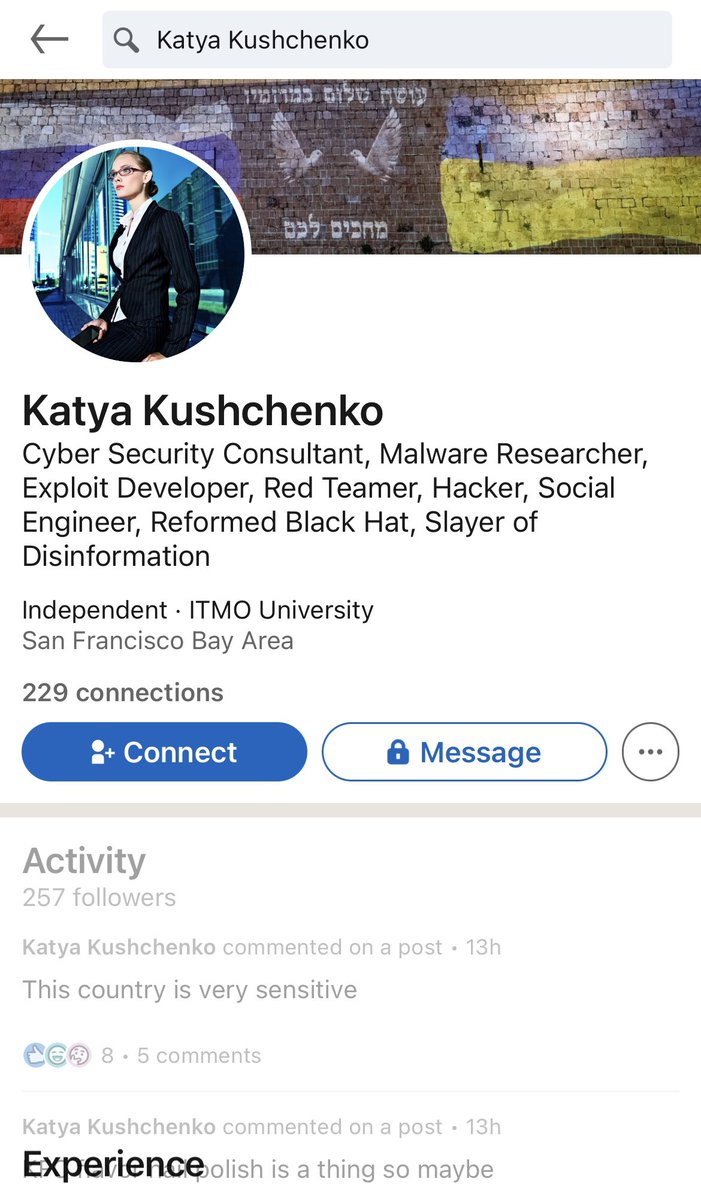 Katya Kushchenko
עושה שלום במרומיו
מחכים לכם
Katya Kushchenko
Cyber Security Consultant, Malware Researcher,
Exploit Developer, Red Teamer, Hacker, Social
Engineer, Reformed Black Hat, Slayer of
Disinformation
Independent · ITMO University
San Francisco Bay Area
229 connections
Connect
Message
Activity
257 followers
Katya Kushchenko commented on a post • 13h
This country is very sensitive
8 • 5 comments
Katya Kushchenko commented on a post • 13h
Experience
polish is a thing so maybe